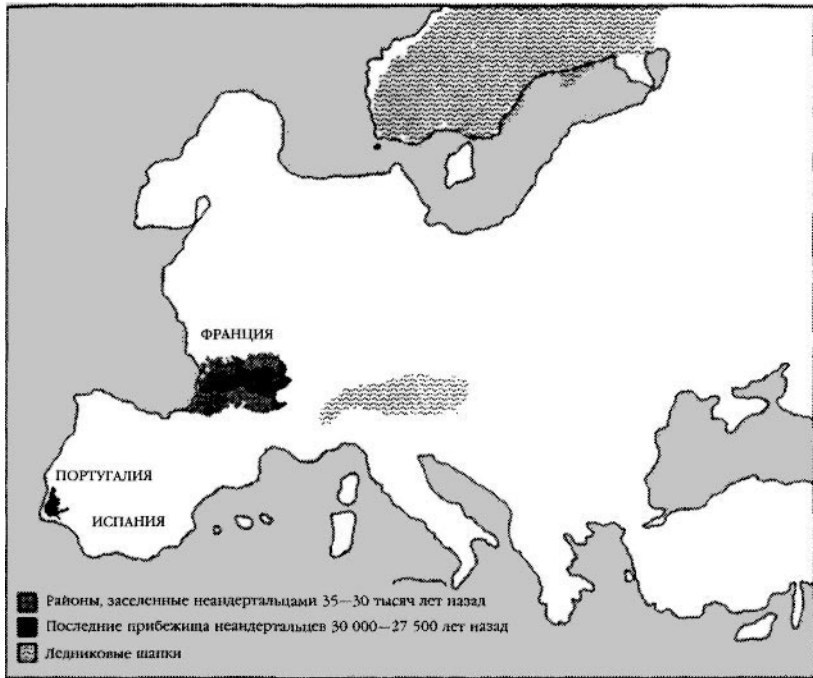 ФРАНЦИЯ
ПОРТУГАЛИЯ
ИСПАНИЯ
Районы, заселенные неандертальцами 35—30 тысяч лет назад
Последние прибежища неандертальцев 30 000—27 500 лет назад
Ледниковые шапки